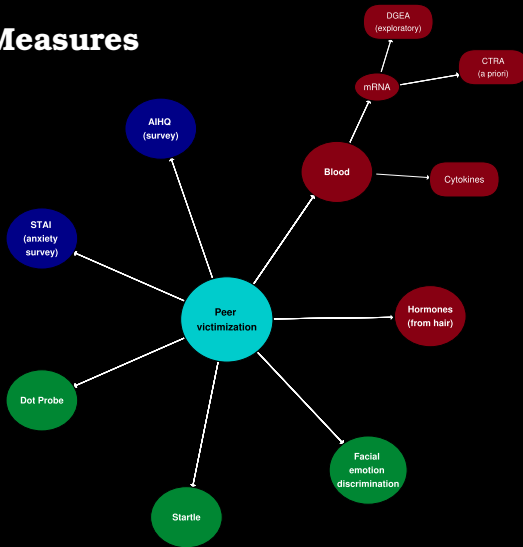 Measures
DGEA
(exploratory)
CTRA
(a priori)
mRNA
AIHQ
(survey)
Blood
Cytokines
STAI
(anxiety
survey)
Peer
victimization
Hormones
(from hair)
Dot Probe
Facial
emotion
discrimination
Startle